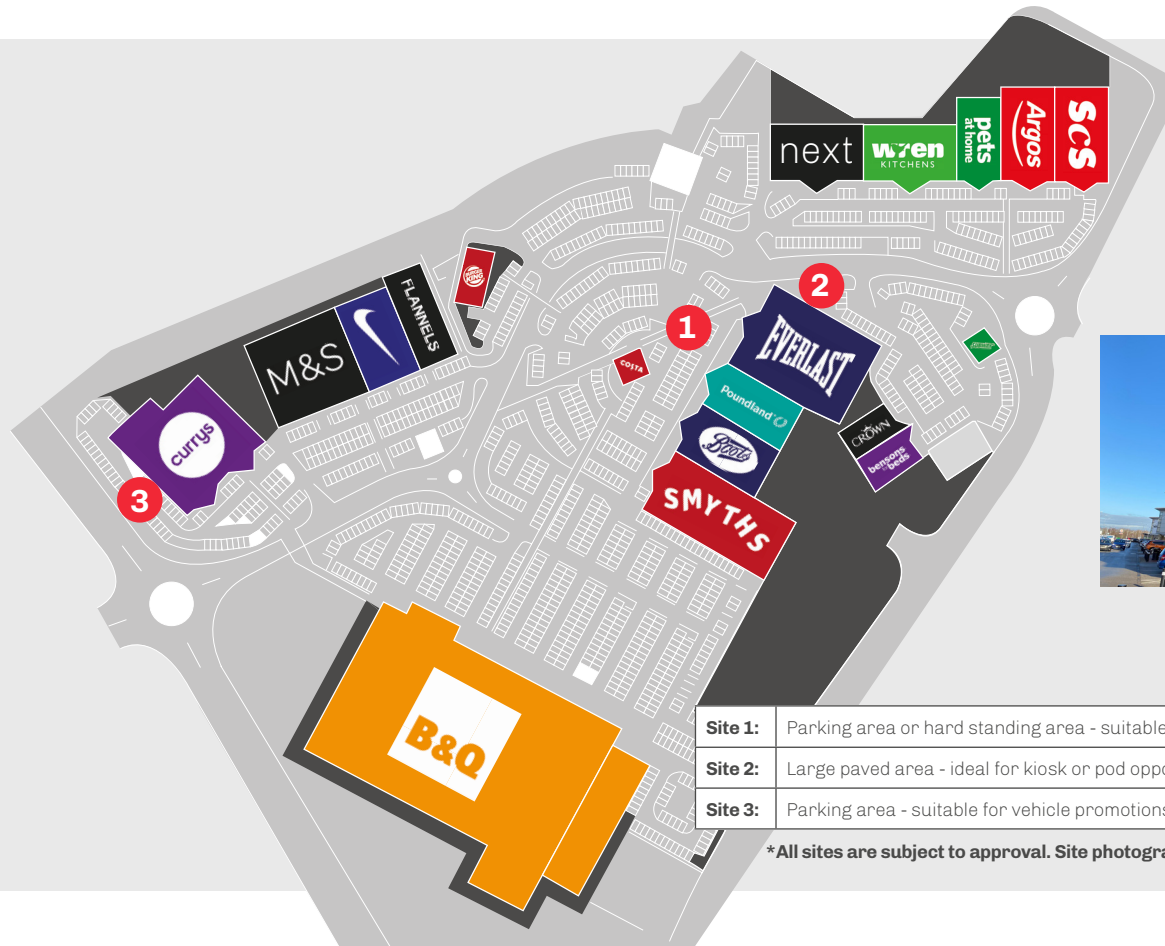 next
wren
KITCHENS
pets
at home
Argos
ScS
BURGER
KING
FLANNELS
M&S
currys
3
1
2
COSTA
EVERLAST
Poundland
Boots
SMYTHS
CROWN
bensons
for beds
B&Q
Site 1: Parking area or hard standing area - suitable
Site 2: Large paved area - ideal for kiosk or pod oppo
Site 3: Parking area - suitable for vehicle promotions
*All sites are subject to approval. Site photogra